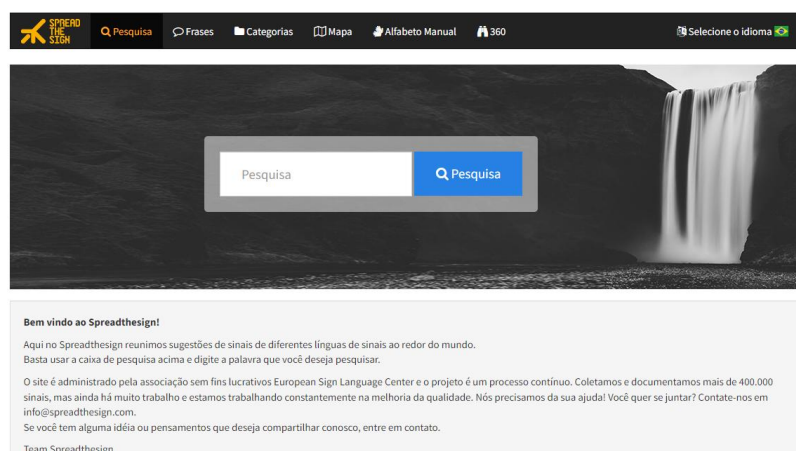 SPREAD
THE
SIGN
Pesquisa
Frases
Categorias
Mapa
Alfabeto Manual
360
Selecione o idioma
Pesquisa
Pesquisa
Bem vindo ao Spreadthesign!
Aqui no Spreadthesign reunimos sugestões de sinais de diferentes línguas de sinais ao redor do mundo.
Basta usar a caixa de pesquisa acima e digite a palavra que você deseja pesquisar.
O site é administrado pela associação sem fins lucrativos European Sign Language Center e o projeto é um processo contínuo. Coletamos e documentamos mais de 400.000
sinais, mas ainda há muito trabalho e estamos trabalhando constantemente na melhoria da qualidade. Nós precisamos da sua ajuda! Você quer se juntar? Contate-nos em
info@spreadthesign.com.
Se você tem alguma idéia ou pensamentos que deseja compartilhar conosco, entre em contato.
Team Spreadthesign